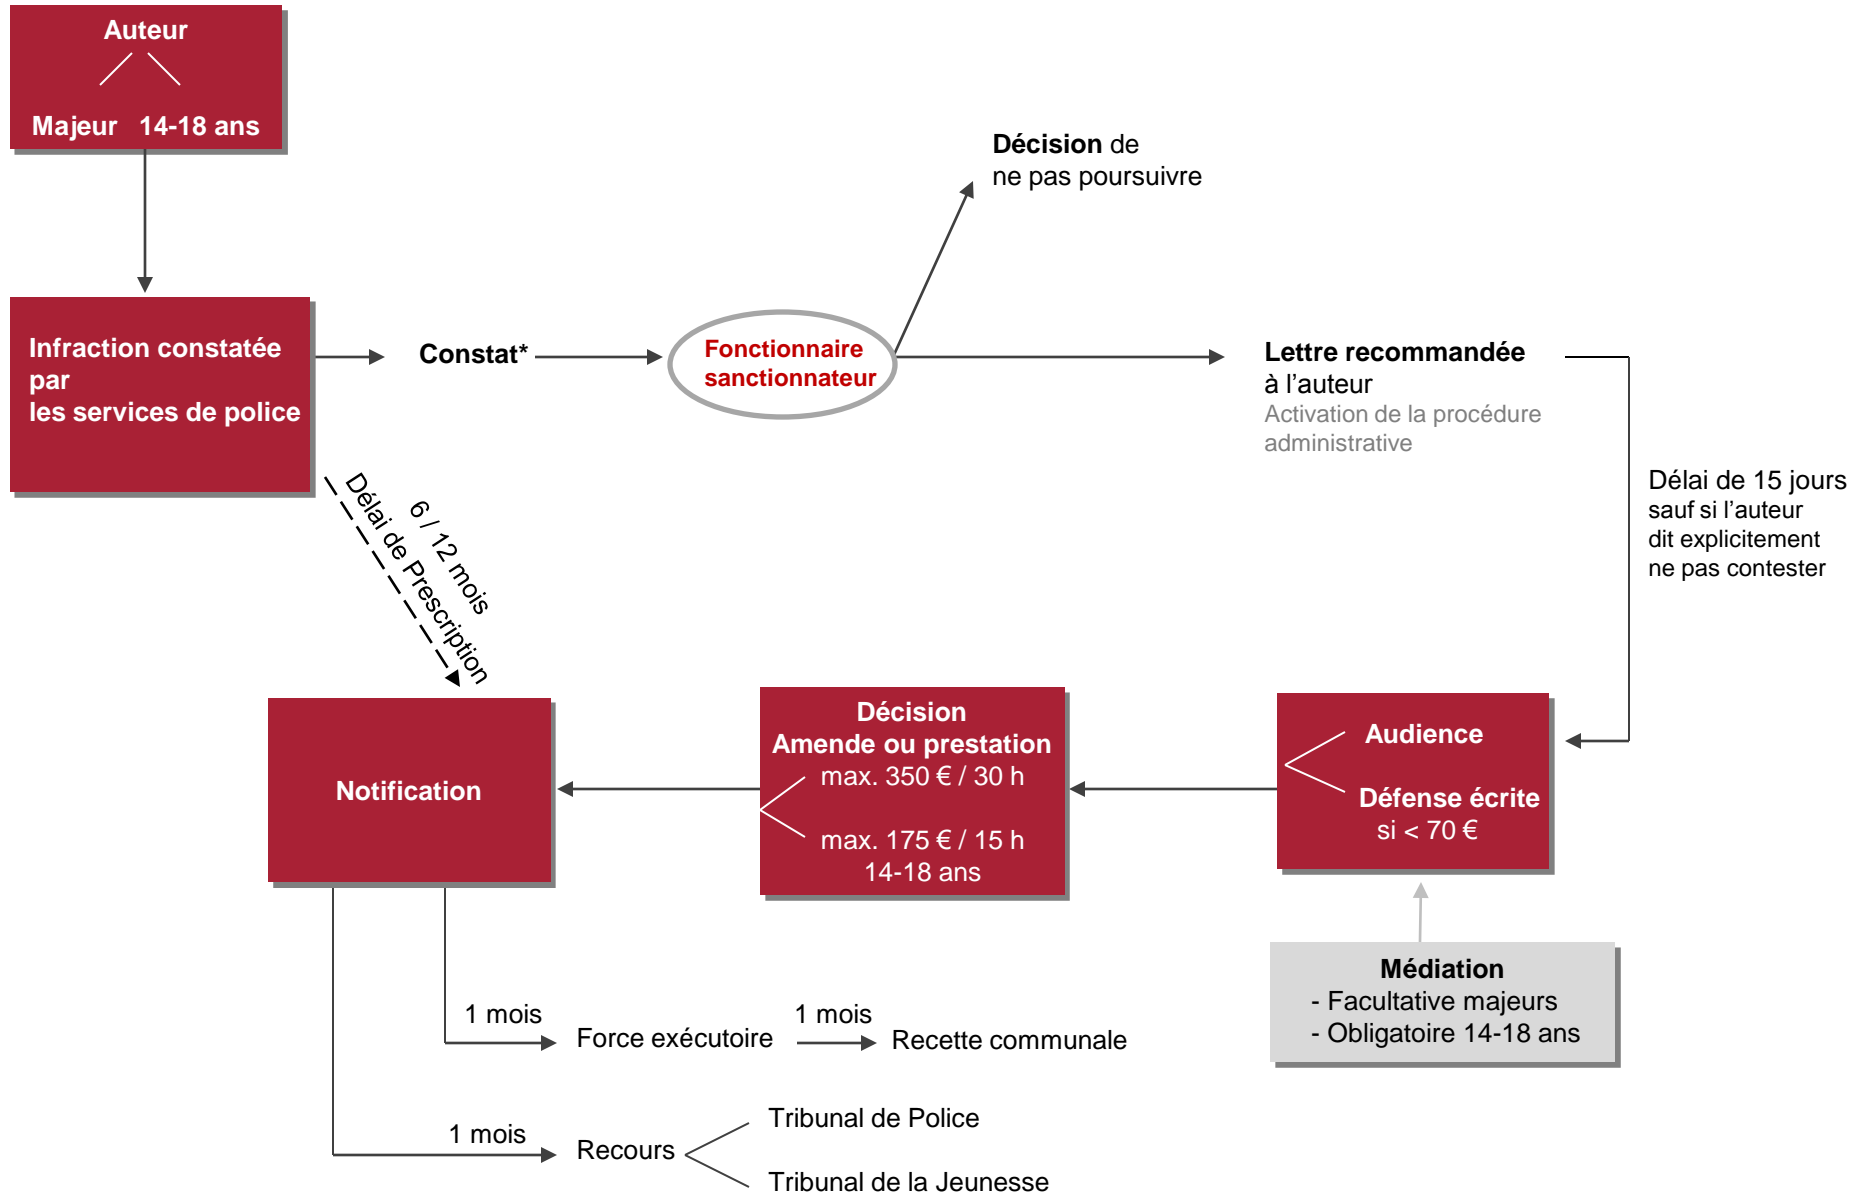 Auteur
Majeur 14-18 ans
Décision de
ne pas poursuivre
Infraction constatée
par
les services de police
Constat*
Fonctionnaire
sanctionnateur
Lettre recommandée
à l'auteur
Activation de la procédure
administrative
Délai de 15 jours
sauf si l'auteur
dit explicitement
ne pas contester
6 / 12 mois
Délai de Prescription
Notification
Décision
Amende ou prestation
max. 350 € / 30 h
max. 175 € / 15 h
14-18 ans
Audience
Défense écrite
si < 70 €
Médiation
- Facultative majeurs
- Obligatoire 14-18 ans
1 mois
Force exécutoire
1 mois
Recette communale
1 mois
Recours
Tribunal de Police
Tribunal de la Jeunesse